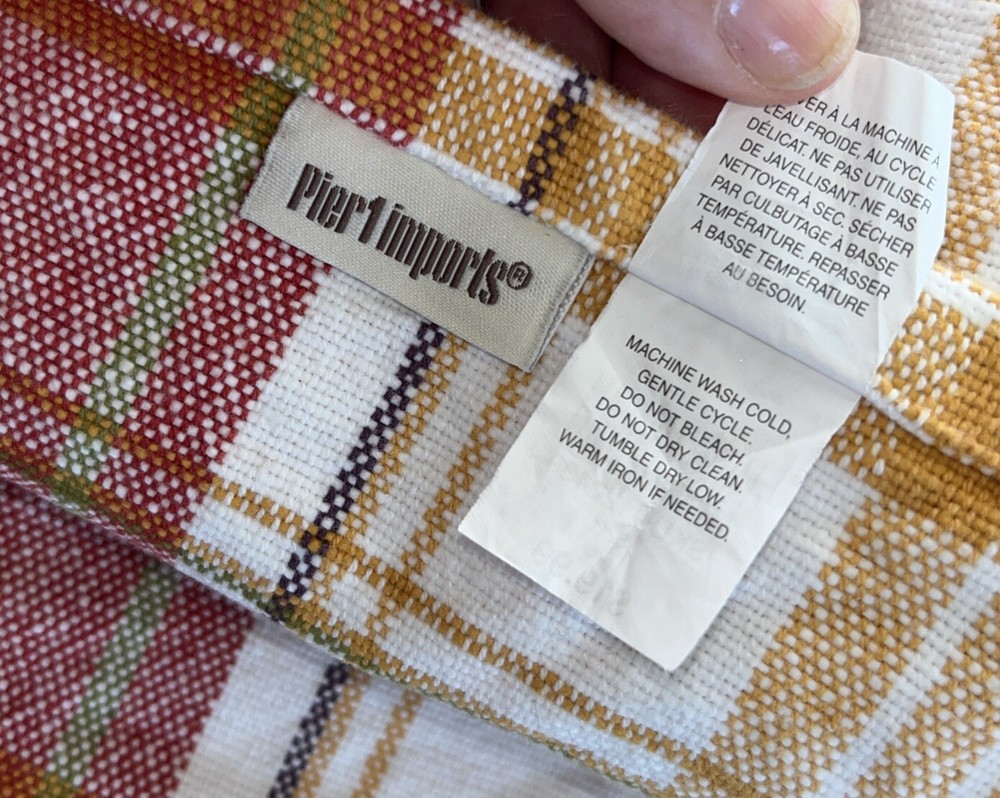 Pier1 imports®
VER À LA MACHINE À
L'EAU FROIDE, AU CYCLE
DÉLICAT. NE PAS UTILISER
DE JAVELLISANT. NE PAS
NETTOYER À SEC. SÉCHER
PAR CULBUTAGE À BASSE
TEMPÉRATURE. REPASSER
À BASSE TEMPÉRATURE
AU BESOIN.
MACHINE WASH COLD,
GENTLE CYCLE.
DO NOT BLEACH.
DO NOT DRY CLEAN.
TUMBLE DRY LOW.
WARM IRON IF NEEDED.